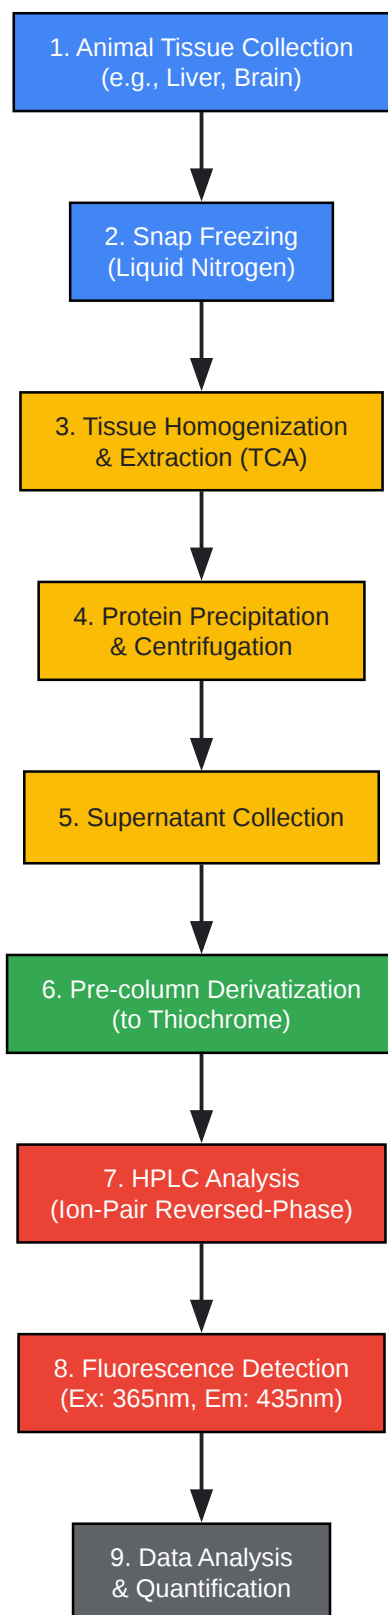 1. Animal Tissue Collection
(e.g., Liver, Brain)
2. Snap Freezing
(Liquid Nitrogen)
3. Tissue Homogenization
& Extraction (TCA)
4. Protein Precipitation
& Centrifugation
5. Supernatant Collection
6. Pre-column Derivatization
(to Thiochrome)
7. HPLC Analysis
(Ion-Pair Reversed-Phase)
8. Fluorescence Detection
(Ex: 365nm, Em: 435nm)
9. Data Analysis
& Quantification